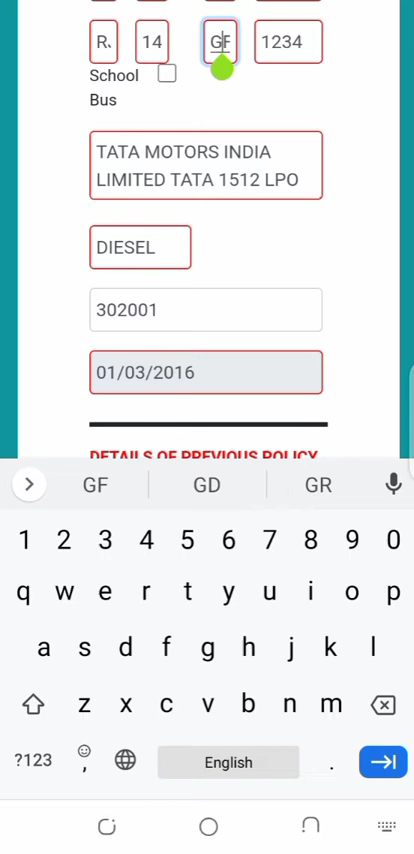 R. 14 GF 1234
School
Bus
TATA MOTORS INDIA
LIMITED TATA 1512 LPO
DIESEL
302001
01/03/2016
DETAILS OF PREVIOUS POLICY
GF GD GR
1 2 3 4 5 6 7 8 9 0
q w e r t y u i o p
a s d f g h j k l
z x c v b n m
?123 , English .